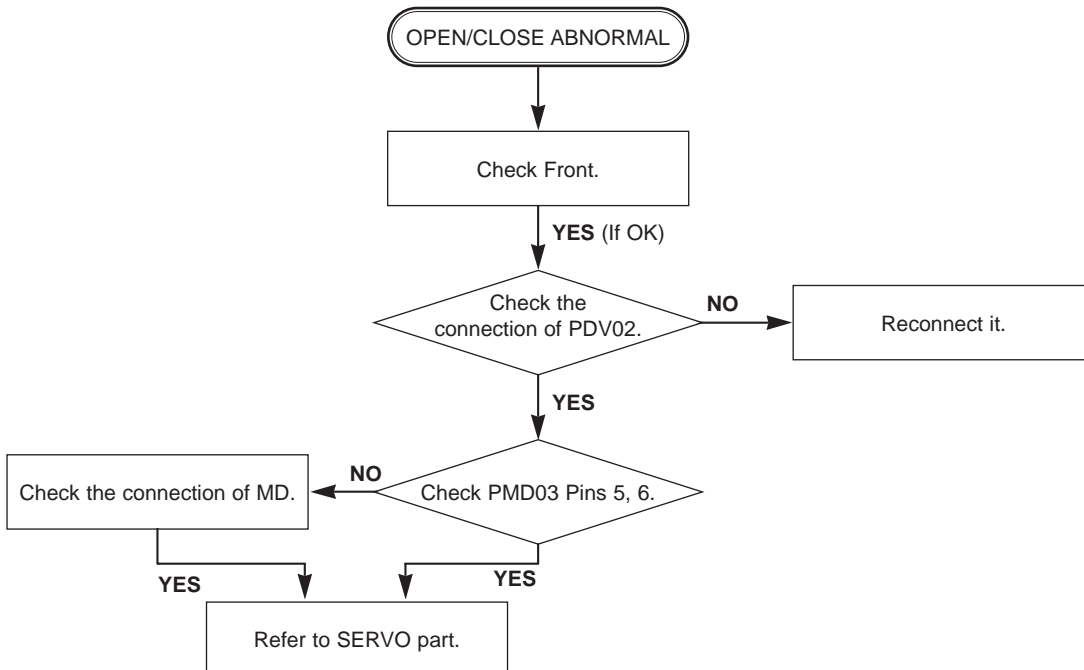 OPEN/CLOSE ABNORMAL
Check Front.
YES (If OK)
Check the
connection of PDV02.
NO
Reconnect it.
YES
Check PMD03 Pins 5, 6.
NO
Check the connection of MD.
YES
YES
Refer to SERVO part.